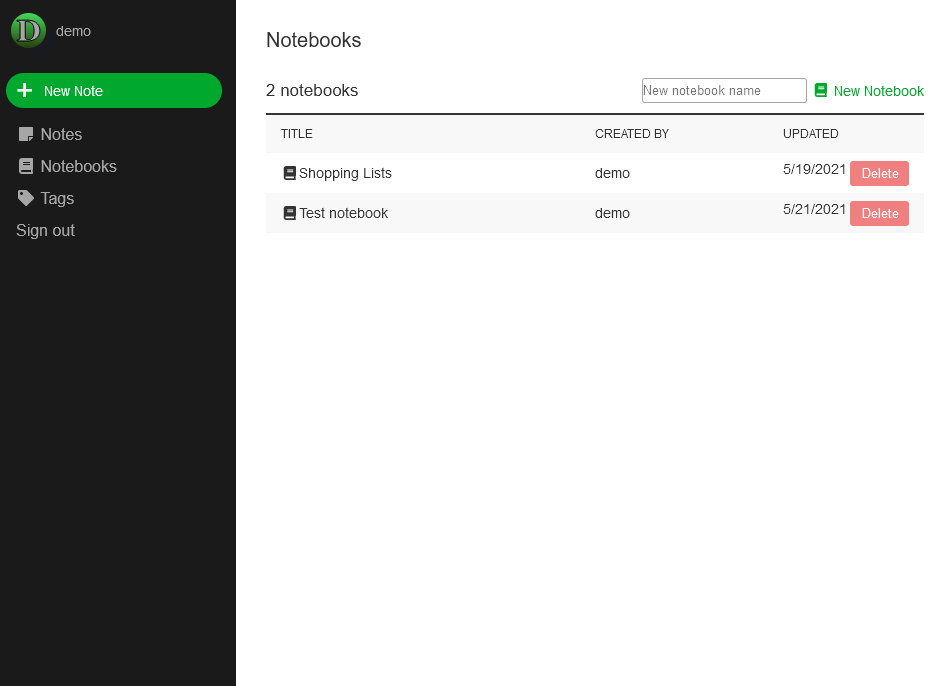 D demo
New Note
Notes
Notebooks
Tags
Sign out
Notebooks
2 notebooks New notebook name New Notebook
TITLE CREATED BY UPDATED
Shopping Lists demo 5/19/2021 Delete
Test notebook demo 5/21/2021 Delete